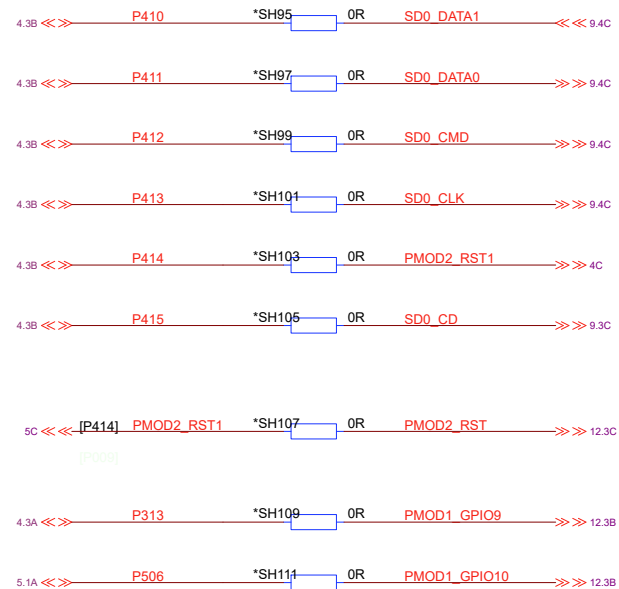 4.3B P410 *SH95 0R SD0_DATA1 9.4C
4.3B P411 *SH97 0R SD0_DATA0 9.4C
4.3B P412 *SH99 0R SD0_CMD 9.4C
4.3B P413 *SH101 0R SD0_CLK 9.4C
4.3B P414 *SH103 0R PMOD2_RST1 4C
4.3B P415 *SH105 0R SD0_CD 9.3C
5C [P414] PMOD2_RST1 *SH107 0R PMOD2_RST 12.3C
4.3A P313 *SH109 0R PMOD1_GPIO9 12.3B
5.1A P506 *SH111 0R PMOD1_GPIO10 12.3B